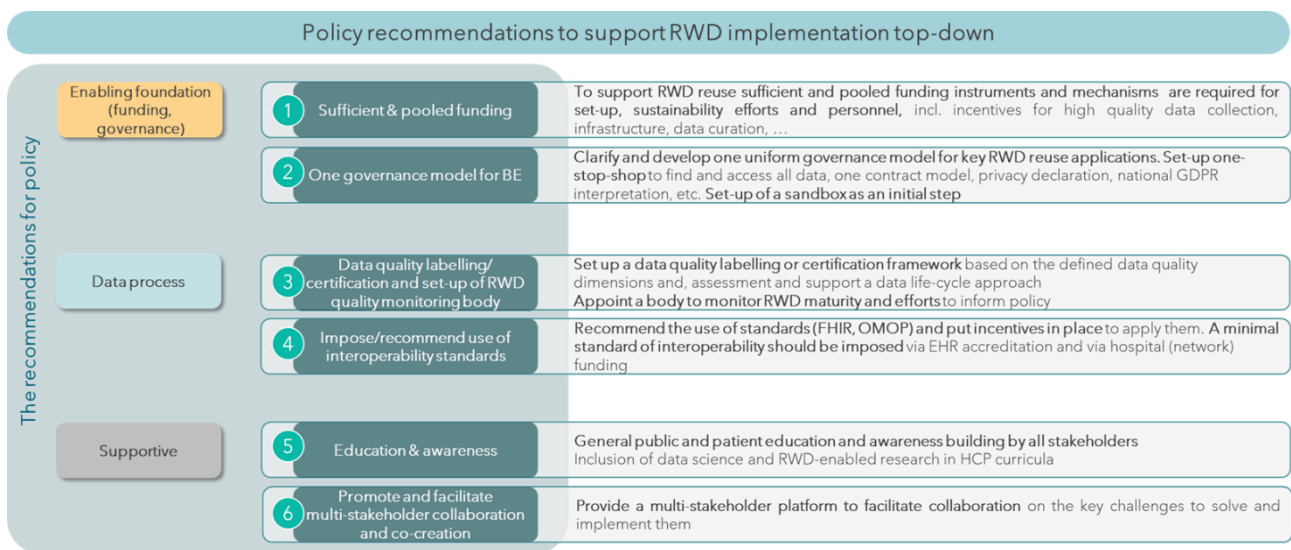 Policy recommendations to support RWD implementation top-down
The recommendations for policy
Enabling foundation
(funding,
governance)
1
Sufficient & pooled funding
To support RWD reuse sufficient and pooled funding instruments and mechanisms are required for
set-up, sustainability efforts and personnel, incl. incentives for high quality data collection,
infrastructure, data curation, …
2
One governance model for BE
Clarify and develop one uniform governance model for key RWD reuse applications. Set-up one-
stop-shop to find and access all data, one contract model, privacy declaration, national GDPR
interpretation, etc. Set-up of a sandbox as an initial step
Data process
3
Data quality labelling/
certification and set-up of RWD
quality monitoring body
Set up a data quality labelling or certification framework based on the defined data quality
dimensions and, assessment and support a data life-cycle approach
Appoint a body to monitor RWD maturity and efforts to inform policy
4
Impose/recommend use of
interoperability standards
Recommend the use of standards (FHIR, OMOP) and put incentives in place to apply them. A minimal
standard of interoperability should be imposed via EHR accreditation and via hospital (network)
funding
Supportive
5
Education & awareness
General public and patient education and awareness building by all stakeholders
Inclusion of data science and RWD-enabled research in HCP curricula
6
Promote and facilitate
multi-stakeholder collaboration
and co-creation
Provide a multi-stakeholder platform to facilitate collaboration on the key challenges to solve and
implement them